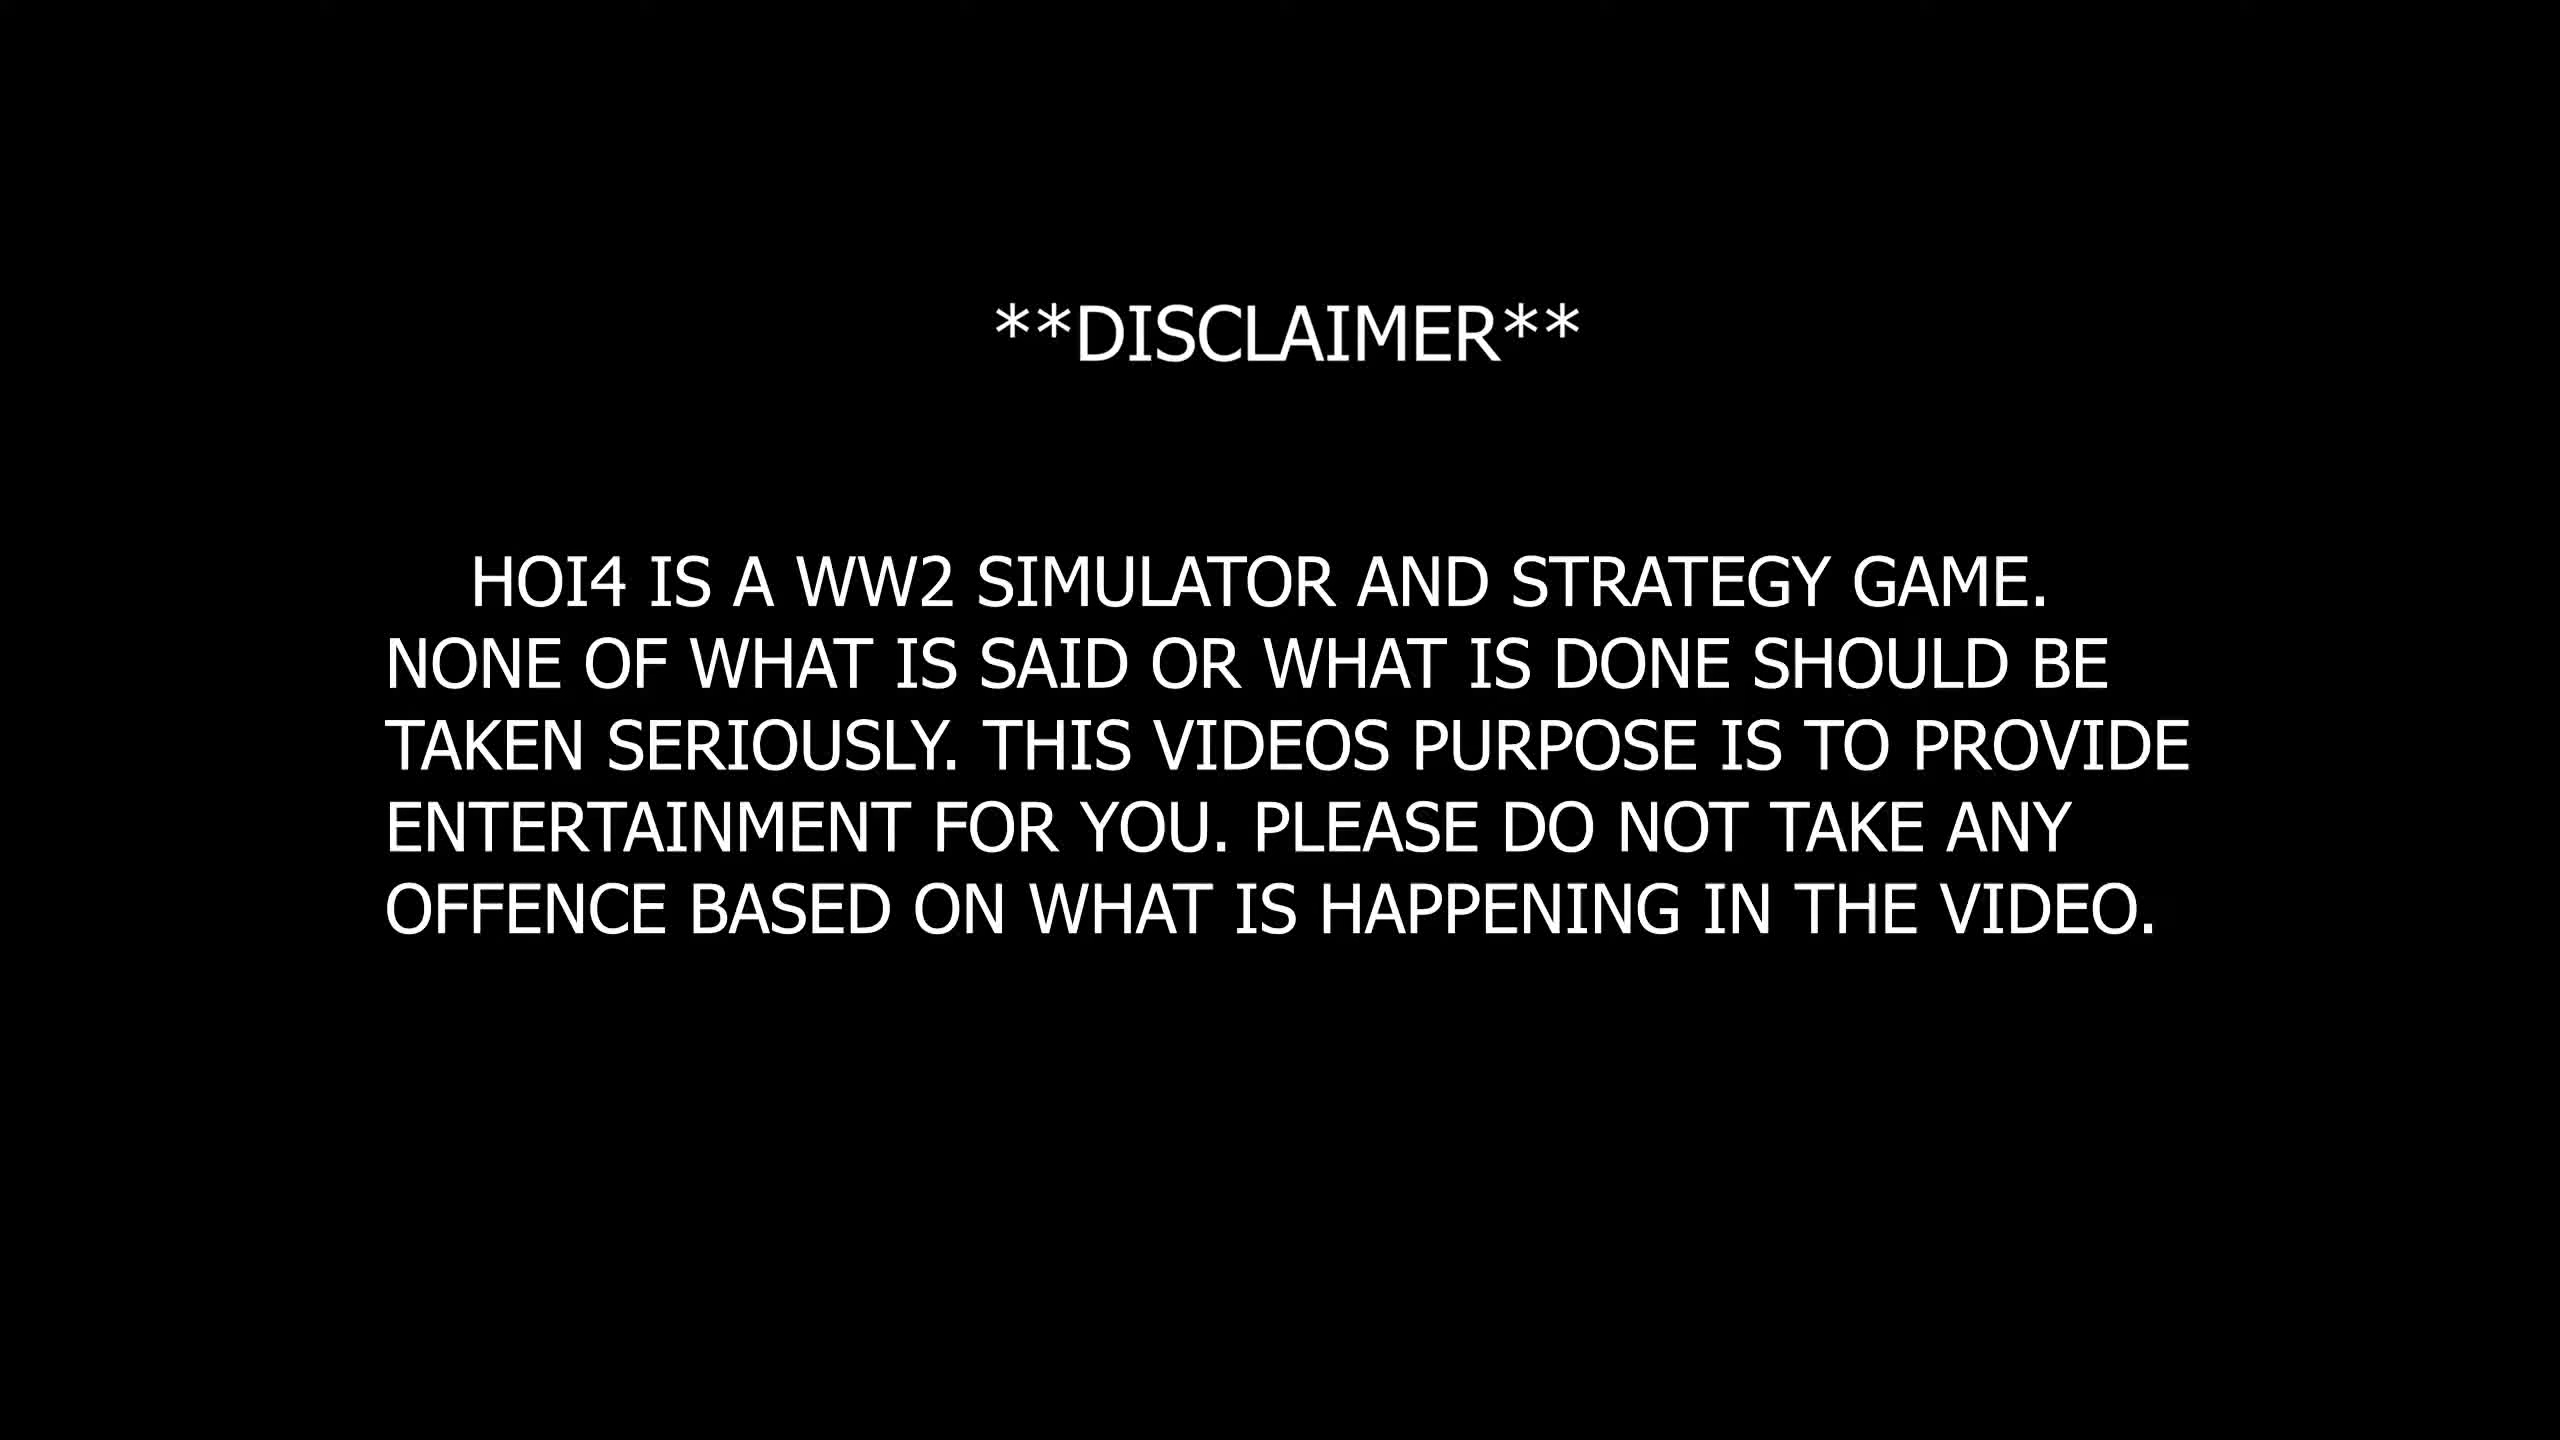 **DISCLAIMER**
HOI4 IS A WW2 SIMULATOR AND STRATEGY GAME.
NONE OF WHAT IS SAID OR WHAT IS DONE SHOULD BE
TAKEN SERIOUSLY. THIS VIDEOS PURPOSE IS TO PROVIDE
ENTERTAINMENT FOR YOU. PLEASE DO NOT TAKE ANY
OFFENCE BASED ON WHAT IS HAPPENING IN THE VIDEO.